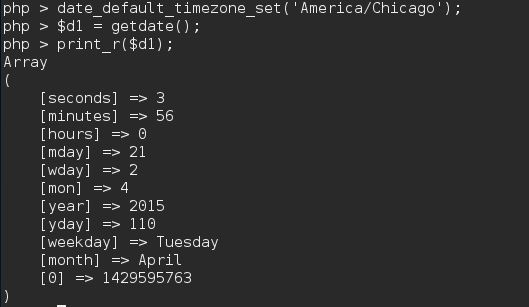 php > date_default_timezone_set('America/Chicago');
php > $d1 = getdate();
php > print_r($d1);
Array
(
    [seconds] => 3
    [minutes] => 56
    [hours] => 0
    [mday] => 21
    [wday] => 2
    [mon] => 4
    [year] => 2015
    [yday] => 110
    [weekday] => Tuesday
    [month] => April
    [0] => 1429595763
)